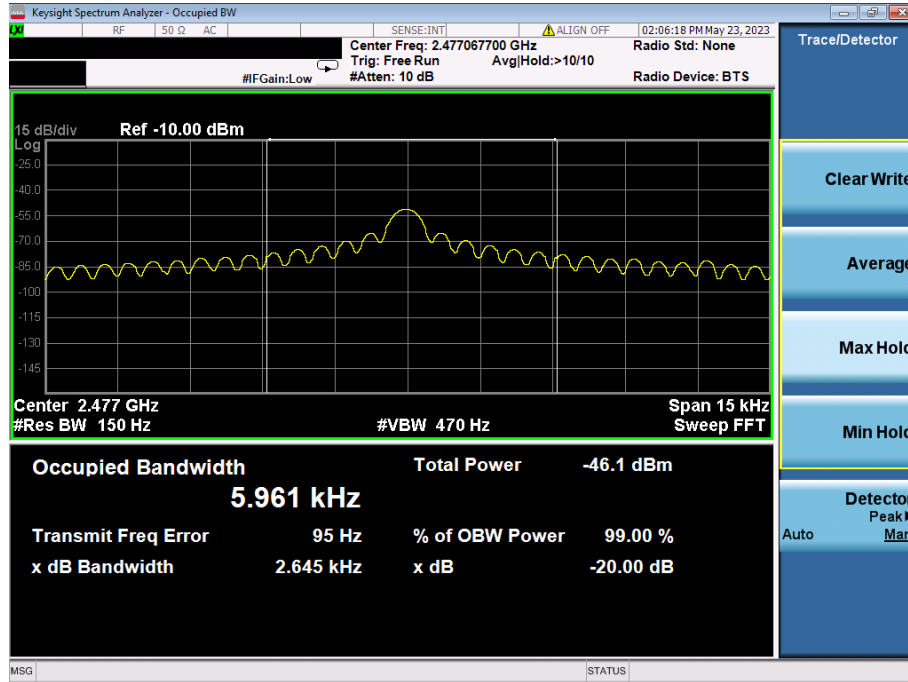 Keysight Spectrum Analyzer - Occupied BW
LXI RF 50 Ω AC SENSE:INT ALIGN OFF 02:06:18 PM May 23, 2023
Center Freq: 2.477067700 GHz Radio Std: None
Trig: Free Run Avg|Hold:>10/10
#IFGain:Low #Atten: 10 dB Radio Device: BTS
15 dB/div Ref -10.00 dBm
Log
-25.0
-40.0
-55.0
-70.0
-85.0
-100
-115
-130
-145
Center 2.477 GHz Span 15 kHz
#Res BW 150 Hz #VBW 470 Hz Sweep FFT
Occupied Bandwidth Total Power -46.1 dBm
5.961 kHz
Transmit Freq Error 95 Hz % of OBW Power 99.00 %
x dB Bandwidth 2.645 kHz x dB -20.00 dB
MSG STATUS
Trace/Detector
Clear Write
Average
Max Hold
Min Hold
Detector
Peak
Auto Man